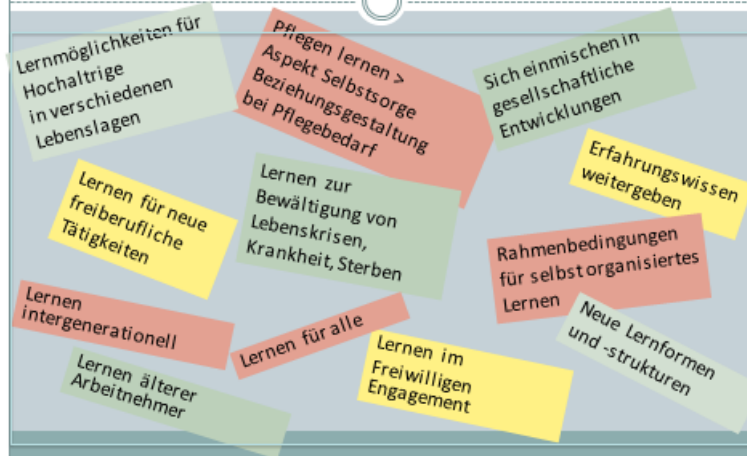 Lernmöglichkeiten für
Hochaltrige
in verschiedenen
Lebenslagen
Pflegen lernen >
Aspekt Selbstsorge
Beziehungsgestaltung
bei Pflegebedarf
Sich einmischen in
gesellschaftliche
Entwicklungen
Erfahrungswissen
weitergeben
Lernen für neue
freiberufliche
Tätigkeiten
Lernen zur
Bewältigung von
Lebenskrisen,
Krankheit, Sterben
Rahmenbedingungen
für selbst organisiertes
Lernen
Lernen
intergenerationell
Lernen für alle
Neue Lernformen
und -strukturen
Lernen älterer
Arbeitnehmer
Lernen im
Freiwilligen
Engagement